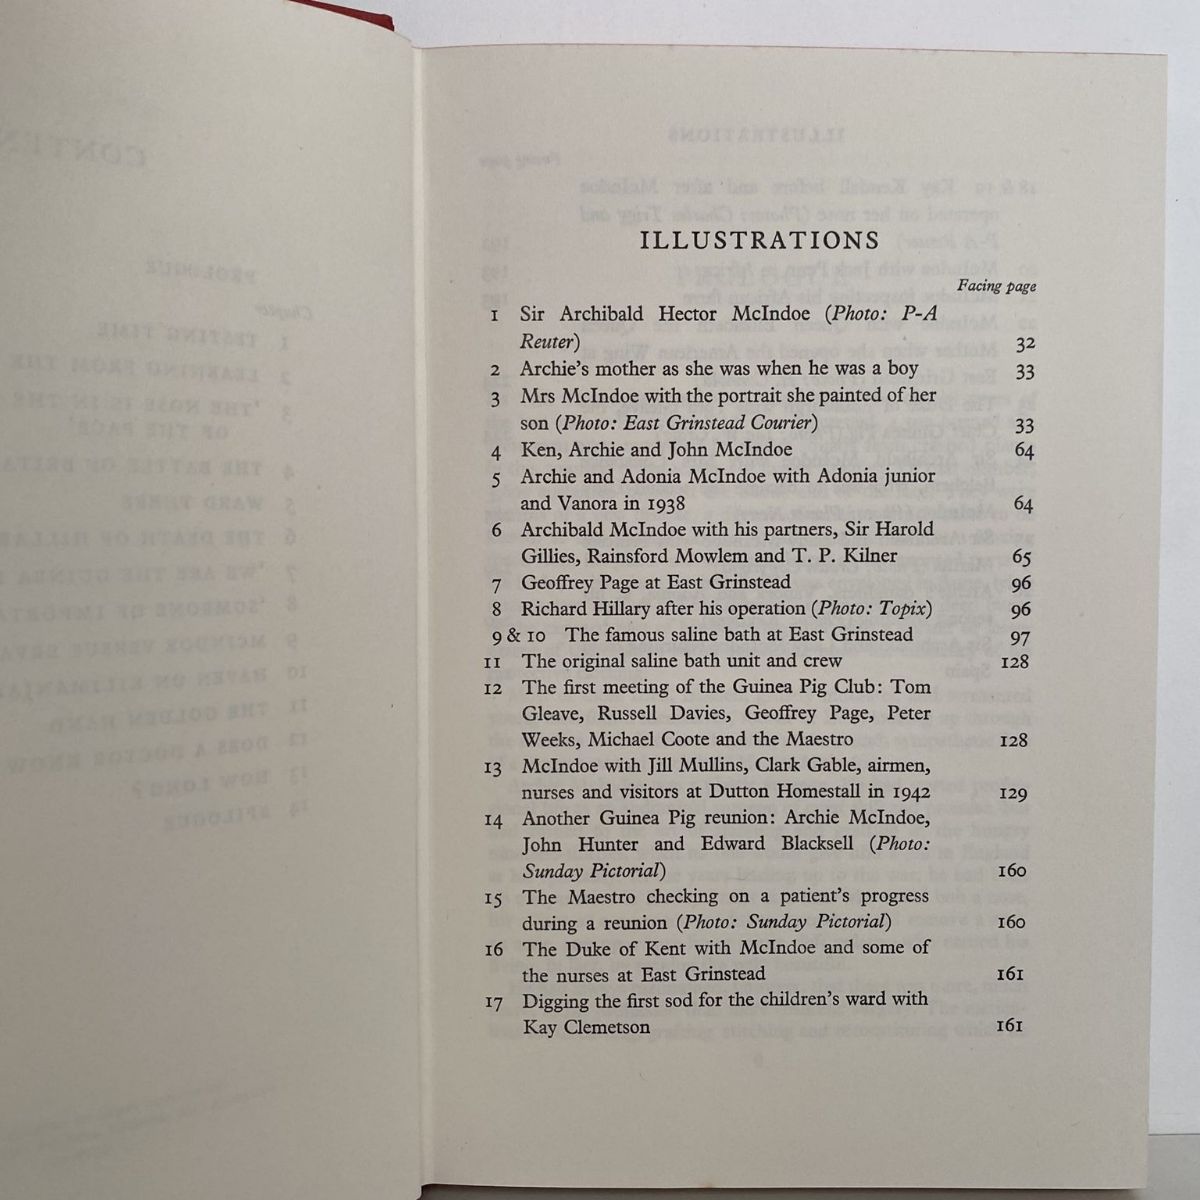 ILLUSTRATIONS
Facing page
1 Sir Archibald Hector McIndoe (Photo: P-A
Reuter) 32
2 Archie's mother as she was when he was a boy 33
3 Mrs McIndoe with the portrait she painted of her
son (Photo: East Grinstead Courier) 33
4 Ken, Archie and John McIndoe 64
5 Archie and Adonia McIndoe with Adonia junior
and Vanora in 1938 64
6 Archibald McIndoe with his partners, Sir Harold
Gillies, Rainsford Mowlem and T. P. Kilner 65
7 Geoffrey Page at East Grinstead 96
8 Richard Hillary after his operation (Photo: Topix) 96
9 & 10 The famous saline bath at East Grinstead 97
11 The original saline bath unit and crew 128
12 The first meeting of the Guinea Pig Club: Tom
Gleave, Russell Davies, Geoffrey Page, Peter
Weeks, Michael Coote and the Maestro 128
13 McIndoe with Jill Mullins, Clark Gable, airmen,
nurses and visitors at Dutton Homestall in 1942 129
14 Another Guinea Pig reunion: Archie McIndoe,
John Hunter and Edward Blacksell (Photo:
Sunday Pictorial) 160
15 The Maestro checking on a patient's progress
during a reunion (Photo: Sunday Pictorial) 160
16 The Duke of Kent with McIndoe and some of
the nurses at East Grinstead 161
17 Digging the first sod for the children's ward with
Kay Clemetson 161